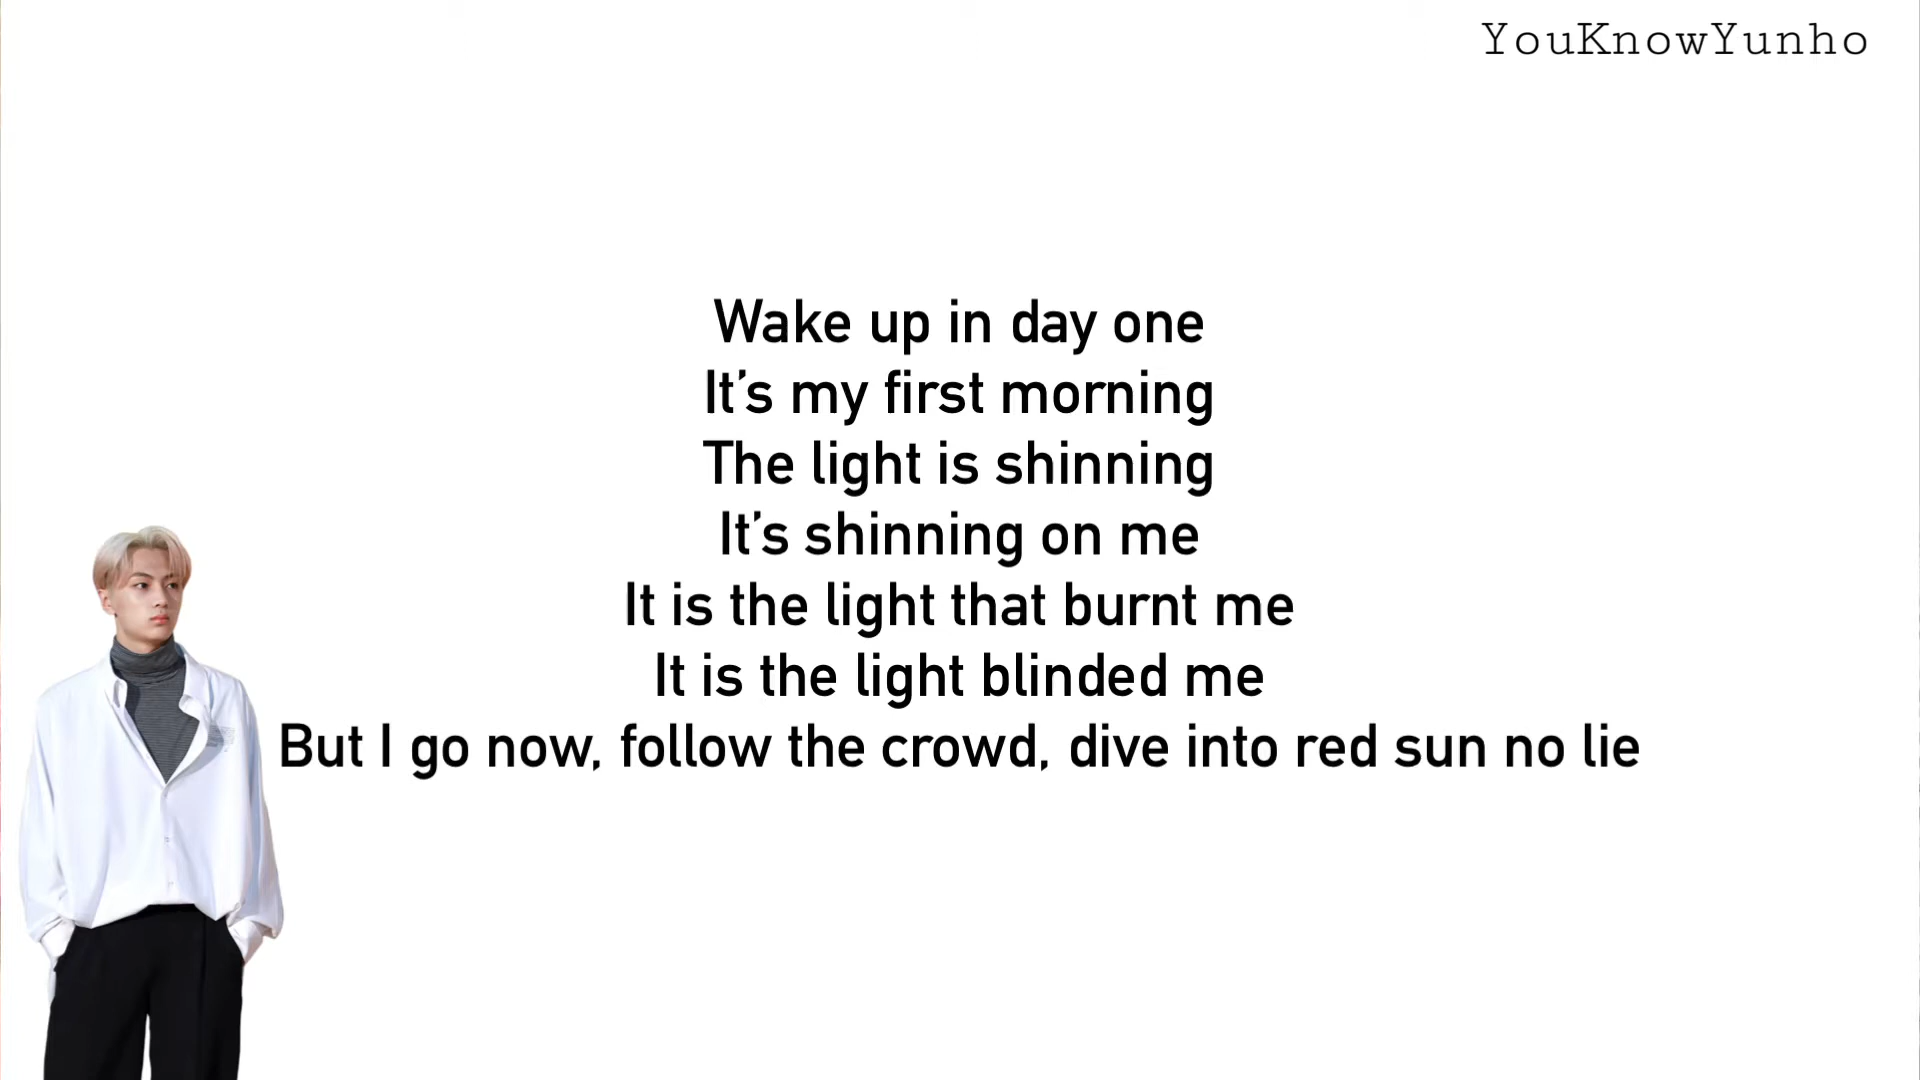 YouKnowYunho
Wake up in day one
It’s my first morning
The light is shinning
It’s shinning on me
It is the light that burnt me
It is the light blinded me
But I go now, follow the crowd, dive into red sun no lie